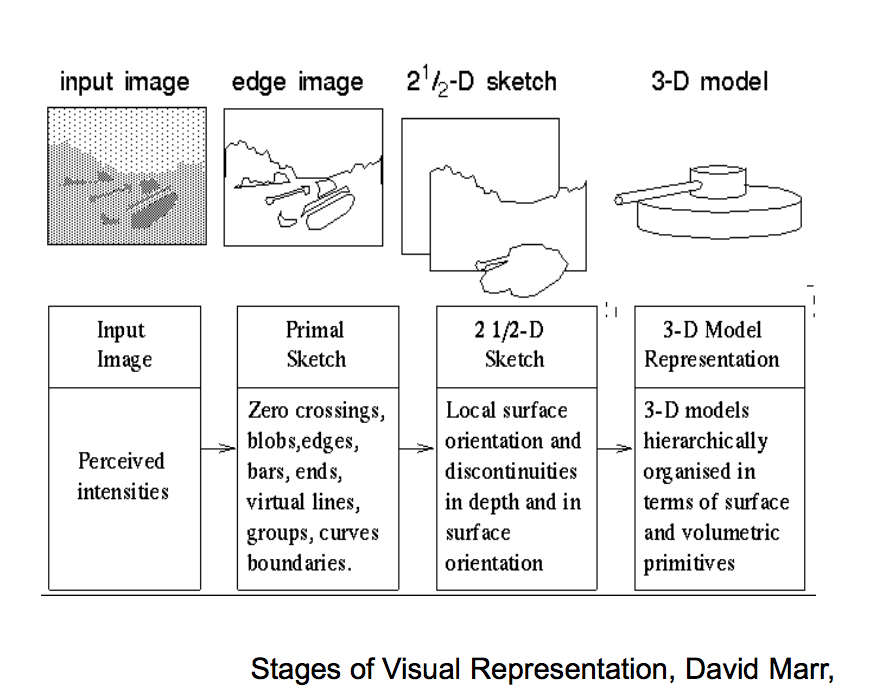 input image
edge image
2 1/2-D sketch
3-D model
Input
Image
Perceived
intensities
Primal
Sketch
Zero crossings,
blobs,edges,
bars, ends,
virtual lines,
groups, curves
boundaries.
2 1/2-D
Sketch
Local surface
orientation and
discontinuities
in depth and in
surface
orientation
3-D Model
Representation
3-D models
hierarchically
organised in
terms of surface
and volumetric
primitives
Stages of Visual Representation, David Marr,